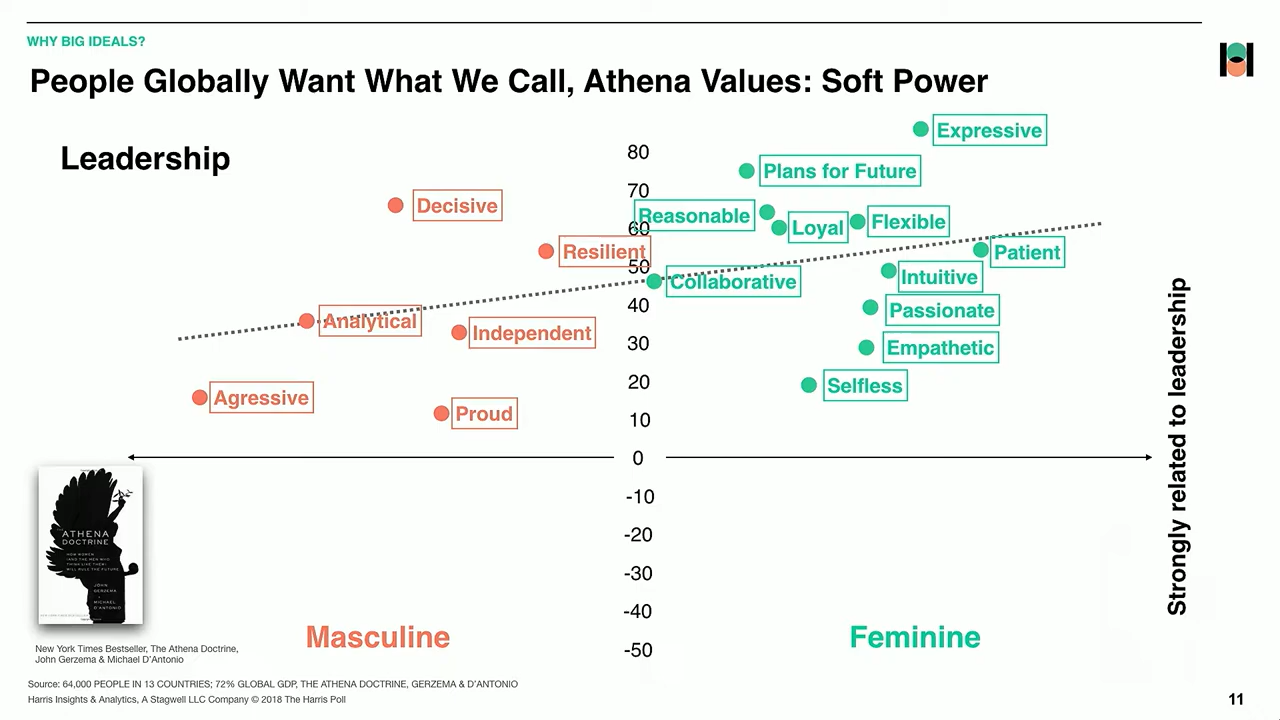 WHY BIG IDEALS?
People Globally Want What We Call, Athena Values: Soft Power
Leadership
Expressive
80
Plans for Future
70
Decisive
Reasonable
60
Loyal
Flexible
Resilient
50
Patient
Collaborative
Intuitive
40
Passionate
Analytical
Independent
30
Empathetic
20
Selfless
Agressive
10
Proud
0
-10
-20
-30
-40
-50
Strongly related to leadership
ATHENA
DOCTRINE
HOW WOMEN
(AND THE MEN WHO
THINK LIKE THEM)
WILL RULE THE FUTURE
JOHN
GERZEMA
MICHAEL
D'ANTONIO
Masculine
Feminine
New York Times Bestseller, The Athena Doctrine,
John Gerzema & Michael D'Antonio
Source: 64,000 PEOPLE IN 13 COUNTRIES; 72% GLOBAL GDP, THE ATHENA DOCTRINE, GERZEMA & D'ANTONIO
Harris Insights & Analytics, A Stagwell LLC Company © 2018 The Harris Poll
11